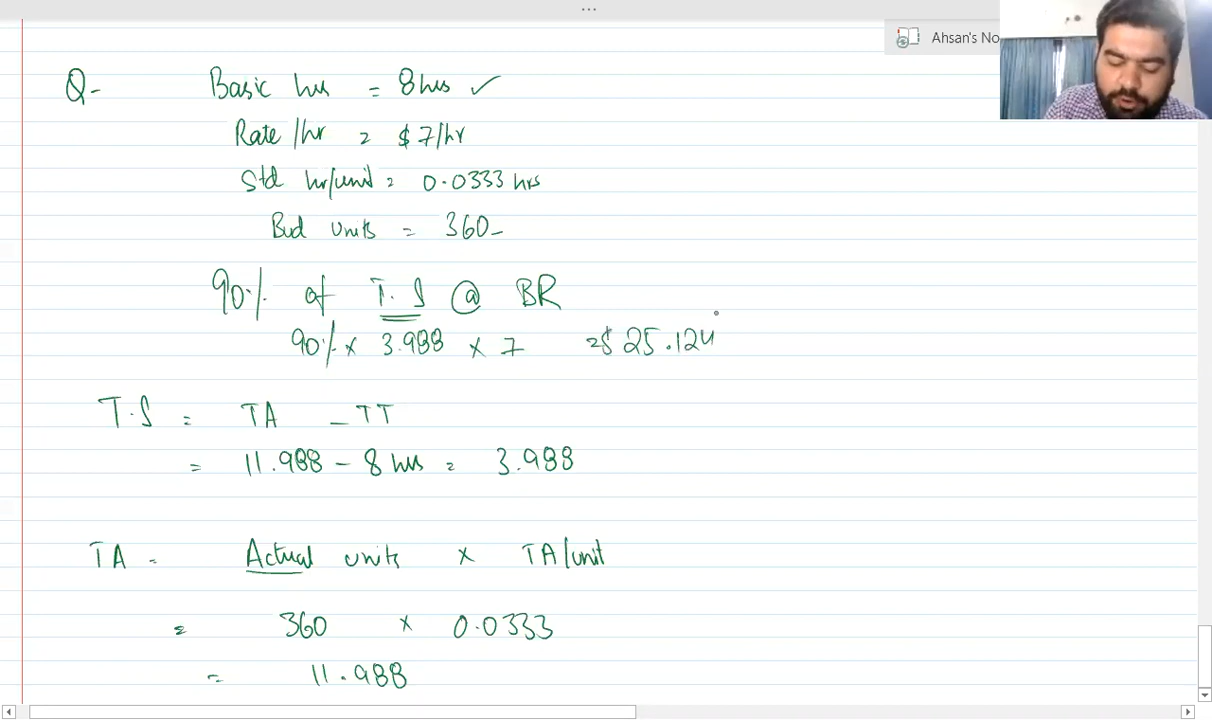 Ahsan's No
Q- Basic hrs = 8hrs ✓
Rate /hr = $7/hr
Std hr/unit = 0.0333 hrs
Bud units = 360-
90% of T.S @ BR
90% x 3.988 x 7 =$ 25.124
T.S = TA - TT
= 11.988 - 8 hrs = 3.988
TA = Actual units x TA/unit
= 360 x 0.0333
= 11.988